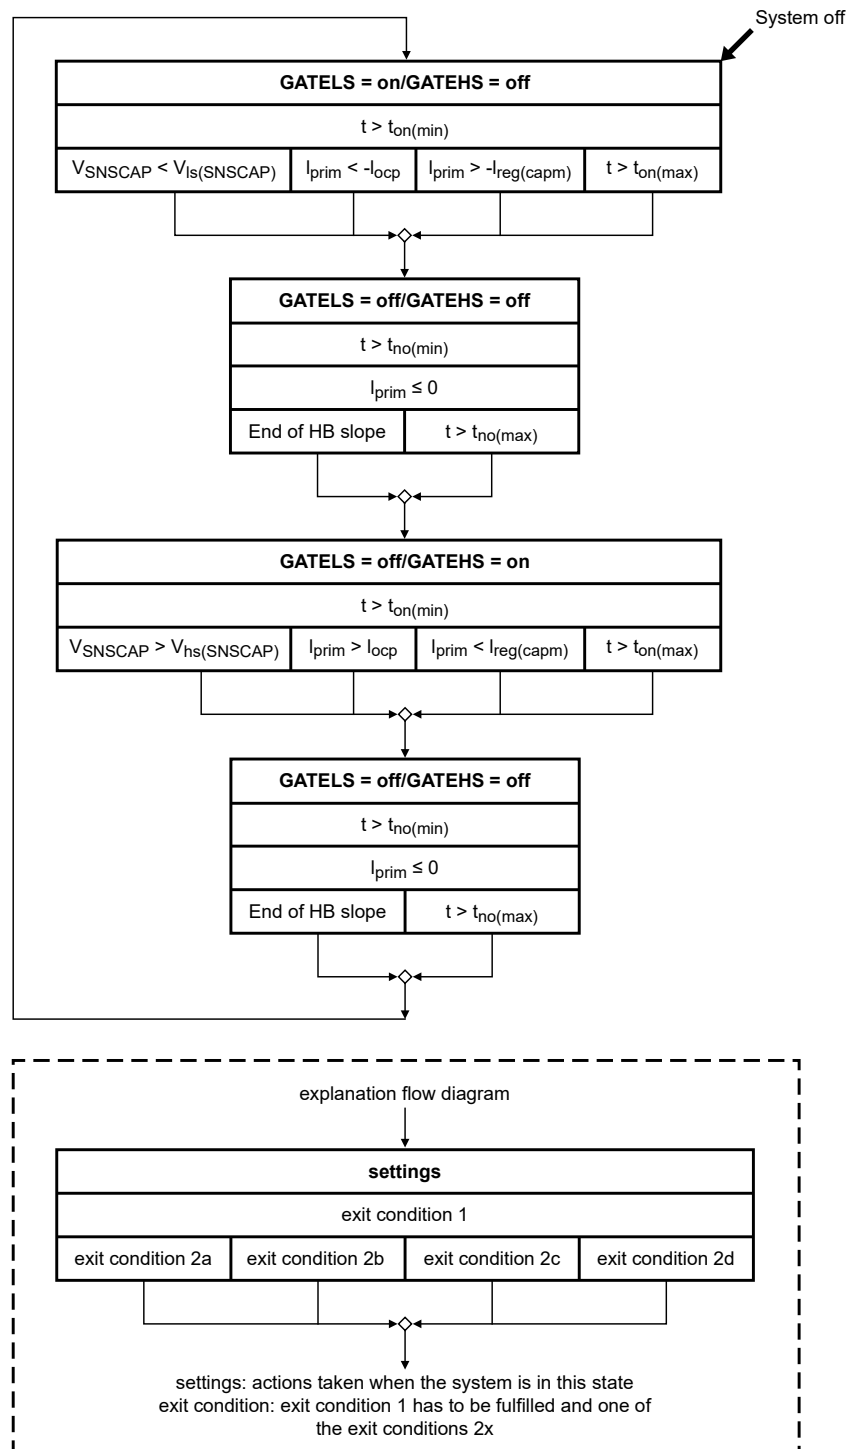 System off
GATELS = on/GATEHS = off
t > ton(min)
VSNSCAP < Vls(SNSCAP)
Iprim < -Iocp
Iprim > -Ireg(capm)
t > ton(max)
GATELS = off/GATEHS = off
t > tno(min)
Iprim ≤ 0
End of HB slope
t > tno(max)
GATELS = off/GATEHS = on
t > ton(min)
VSNSCAP > Vhs(SNSCAP)
Iprim > Iocp
Iprim < Ireg(capm)
t > ton(max)
GATELS = off/GATEHS = off
t > tno(min)
Iprim ≤ 0
End of HB slope
t > tno(max)
explanation flow diagram
settings
exit condition 1
exit condition 2a
exit condition 2b
exit condition 2c
exit condition 2d
settings: actions taken when the system is in this state
exit condition: exit condition 1 has to be fulfilled and one of
the exit conditions 2x